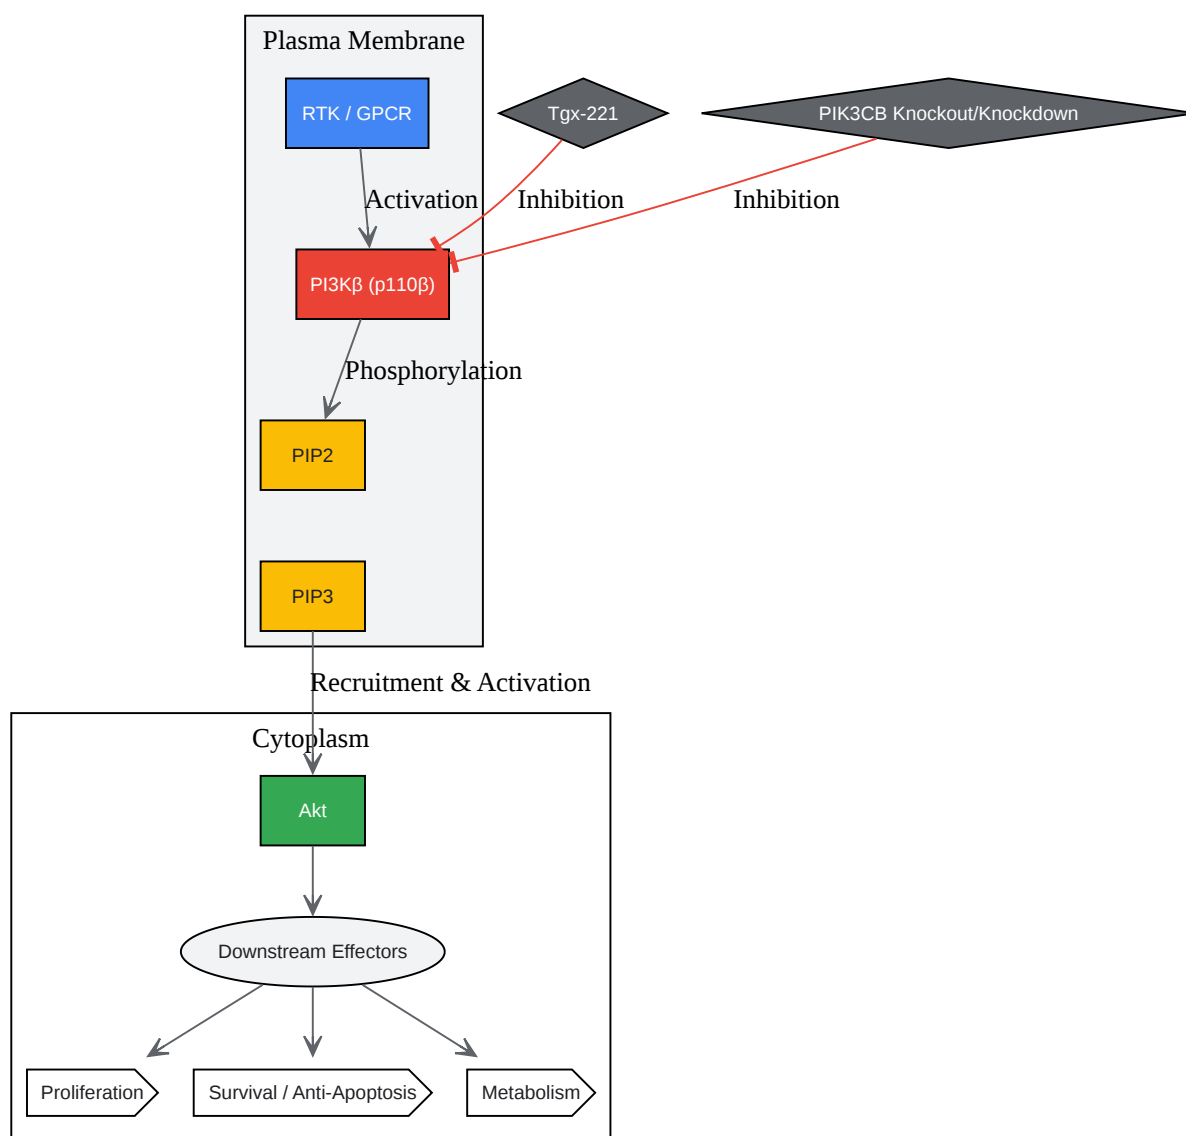 Plasma Membrane
RTK / GPCR
Tgx-221
PIK3CB Knockout/Knockdown
Activation
Inhibition
Inhibition
PI3Kβ (p110β)
Phosphorylation
PIP2
PIP3
Recruitment & Activation
Cytoplasm
Akt
Downstream Effectors
Proliferation
Survival / Anti-Apoptosis
Metabolism